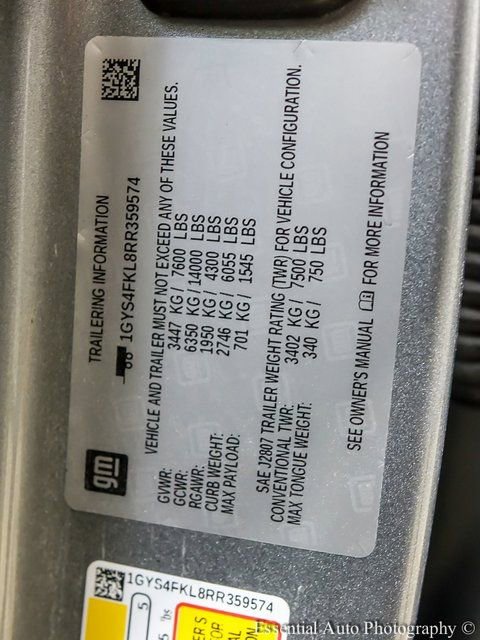 gm
TRAILERING INFORMATION
1GYS4FKL8RR359574
VEHICLE AND TRAILER MUST NOT EXCEED ANY OF THESE VALUES.
GVWR: 3447 KG / 7600 LBS
GCWR: 6350 KG / 14000 LBS
RGAWR: 1950 KG / 4300 LBS
CURB WEIGHT: 2746 KG / 6055 LBS
MAX PAYLOAD: 701 KG / 1545 LBS
SAE J2807 TRAILER WEIGHT RATING (TWR) FOR VEHICLE CONFIGURATION.
CONVENTIONAL TWR: 3402 KG / 7500 LBS
MAX TONGUE WEIGHT: 340 KG / 750 LBS
SEE OWNER'S MANUAL FOR MORE INFORMATION
1GYS4FKL8RR359574
5
Essential Auto Photography ©